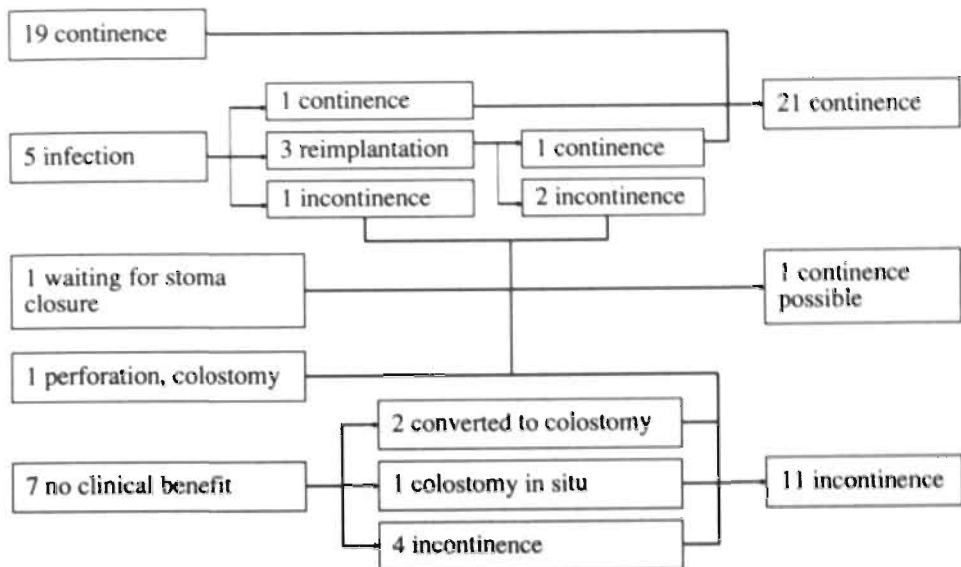 19 continence
1 continence
21 continence
5 infection
3 reimplantation
1 continence
1 incontinence
2 incontinence
1 waiting for stoma
closure
1 continence
possible
1 perforation, colostomy
2 converted to colostomy
7 no clinical benefit
1 colostomy in situ
11 incontinence
4 incontinence